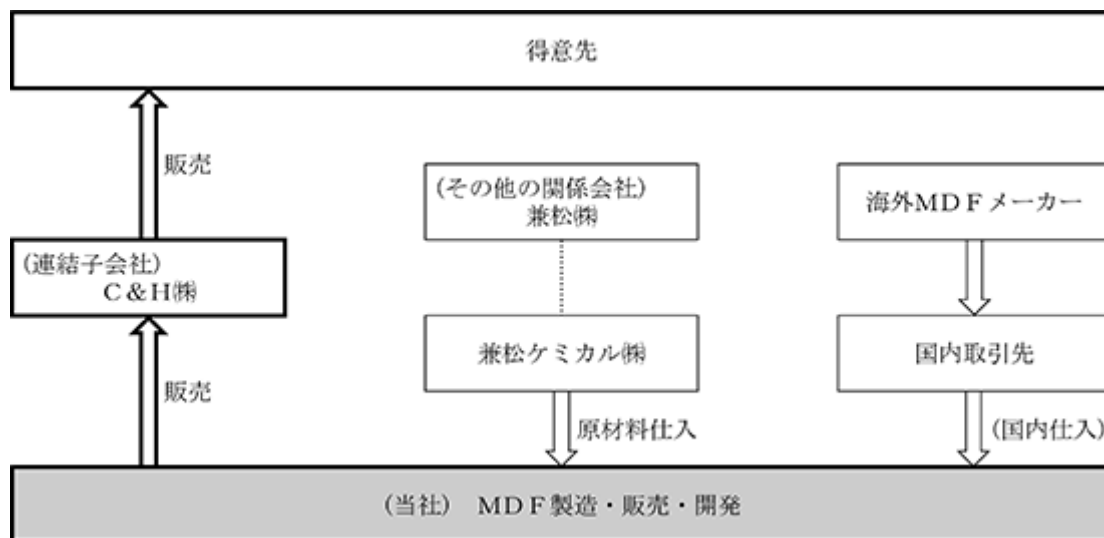 得意先
販売
(その他の関係会社)
兼松㈱
海外MDFメーカー
(連結子会社)
C&H㈱
兼松ケミカル㈱
国内取引先
販売
原材料仕入
(国内仕入)
(当社) MDF製造・販売・開発